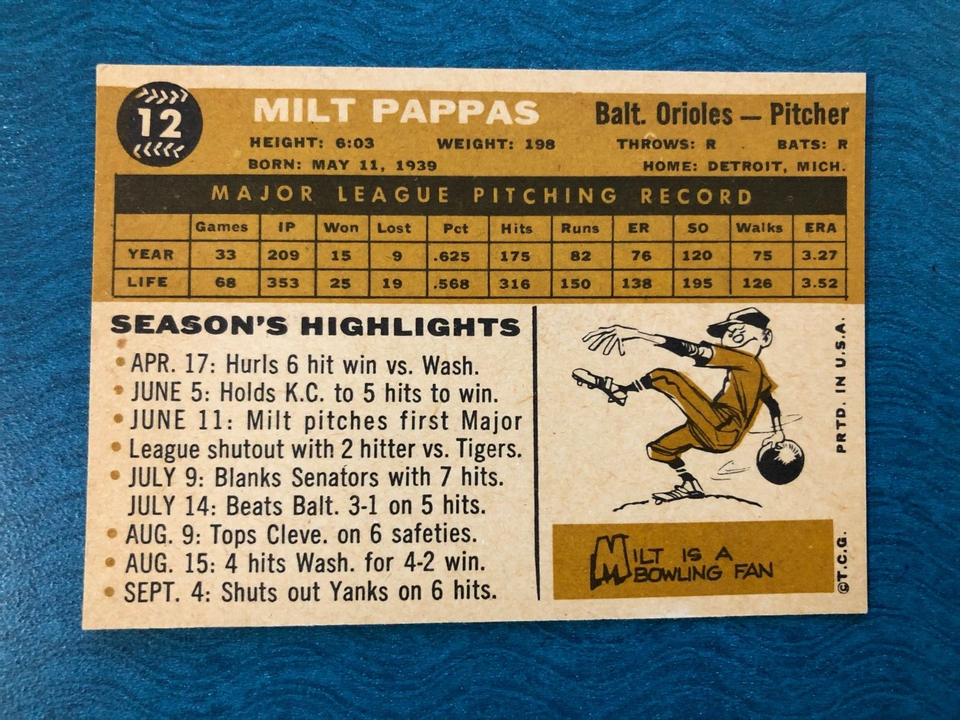 12
MILT PAPPAS
Balt. Orioles — Pitcher
HEIGHT: 6:03 WEIGHT: 198 THROWS: R BATS: R
BORN: MAY 11, 1939 HOME: DETROIT, MICH.
MAJOR LEAGUE PITCHING RECORD
Games IP Won Lost Pct Hits Runs ER SO Walks ERA
YEAR 33 209 15 9 .625 175 82 76 120 75 3.27
LIFE 68 353 25 19 .568 316 150 138 195 126 3.52
SEASON'S HIGHLIGHTS
• APR. 17: Hurls 6 hit win vs. Wash.
• JUNE 5: Holds K.C. to 5 hits to win.
• JUNE 11: Milt pitches first Major
• League shutout with 2 hitter vs. Tigers.
• JULY 9: Blanks Senators with 7 hits.
JULY 14: Beats Balt. 3-1 on 5 hits.
• AUG. 9: Tops Cleve. on 6 safeties.
• AUG. 15: 4 hits Wash. for 4-2 win.
• SEPT. 4: Shuts out Yanks on 6 hits.
MILT IS A
BOWLING FAN
©T.C.G. PRTD. IN U.S.A.